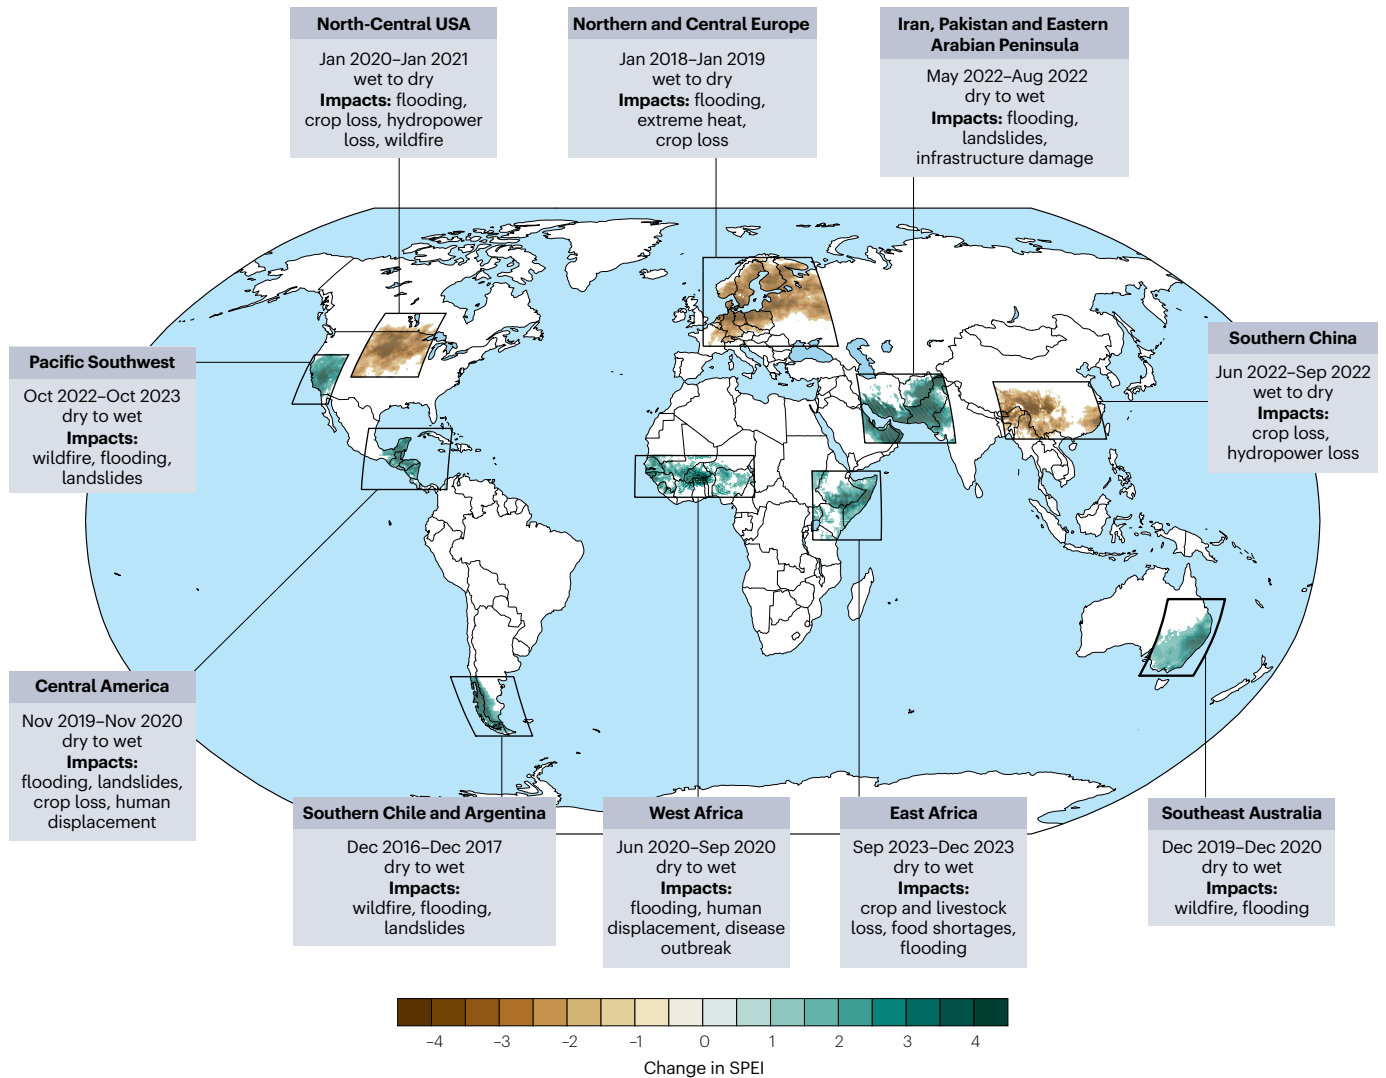 North-Central USA
Jan 2020–Jan 2021
wet to dry
Impacts: flooding,
crop loss, hydropower
loss, wildfire
Northern and Central Europe
Jan 2018–Jan 2019
wet to dry
Impacts: flooding,
extreme heat,
crop loss
Iran, Pakistan and Eastern
Arabian Peninsula
May 2022–Aug 2022
dry to wet
Impacts: flooding,
landslides,
infrastructure damage
Pacific Southwest
Oct 2022–Oct 2023
dry to wet
Impacts:
wildfire, flooding,
landslides
Southern China
Jun 2022–Sep 2022
wet to dry
Impacts:
crop loss,
hydropower loss
Central America
Nov 2019–Nov 2020
dry to wet
Impacts:
flooding, landslides,
crop loss, human
displacement
Southern Chile and Argentina
Dec 2016–Dec 2017
dry to wet
Impacts:
wildfire, flooding,
landslides
West Africa
Jun 2020–Sep 2020
dry to wet
Impacts:
flooding, human
displacement, disease
outbreak
East Africa
Sep 2023–Dec 2023
dry to wet
Impacts:
crop and livestock
loss, food shortages,
flooding
Southeast Australia
Dec 2019–Dec 2020
dry to wet
Impacts:
wildfire, flooding
–4 –3 –2 –1 0 1 2 3 4
Change in SPEI